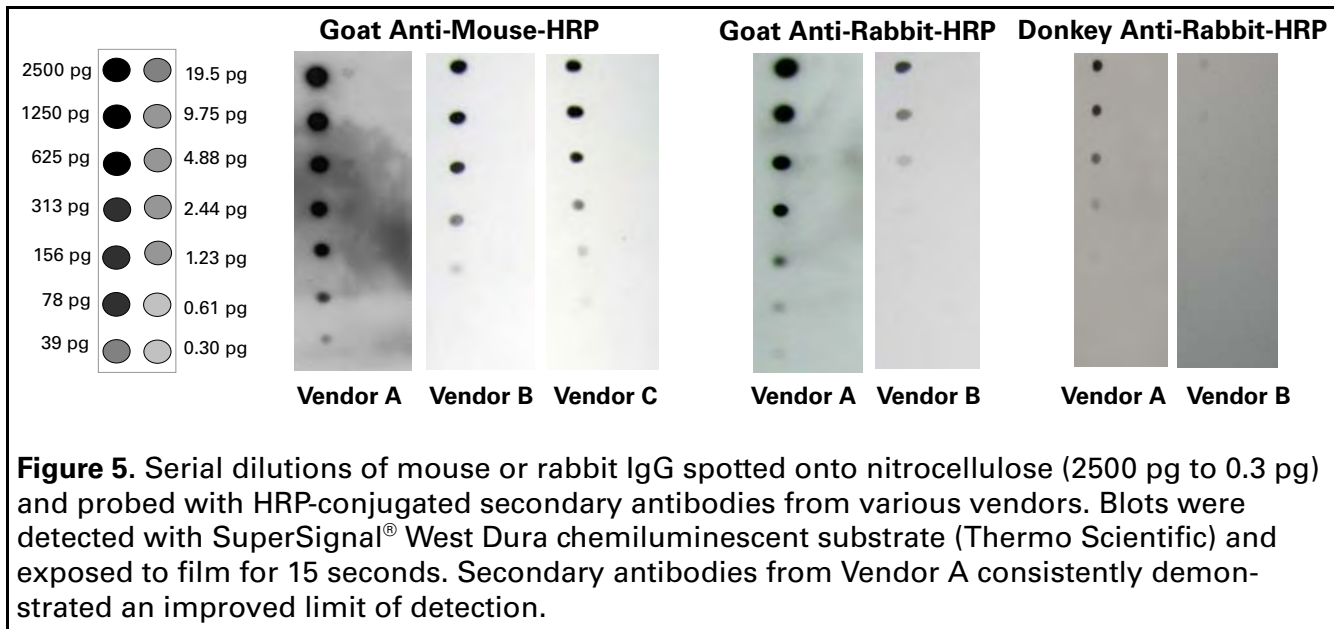 Goat Anti-Mouse-HRP
Goat Anti-Rabbit-HRP
Donkey Anti-Rabbit-HRP
2500 pg
19.5 pg
1250 pg
9.75 pg
625 pg
4.88 pg
313 pg
2.44 pg
156 pg
1.23 pg
78 pg
0.61 pg
39 pg
0.30 pg
Vendor A
Vendor B
Vendor C
Vendor A
Vendor B
Vendor A
Vendor B
Figure 5. Serial dilutions of mouse or rabbit IgG spotted onto nitrocellulose (2500 pg to 0.3 pg)
and probed with HRP-conjugated secondary antibodies from various vendors. Blots were
detected with SuperSignal® West Dura chemiluminescent substrate (Thermo Scientific) and
exposed to film for 15 seconds. Secondary antibodies from Vendor A consistently demon-
strated an improved limit of detection.